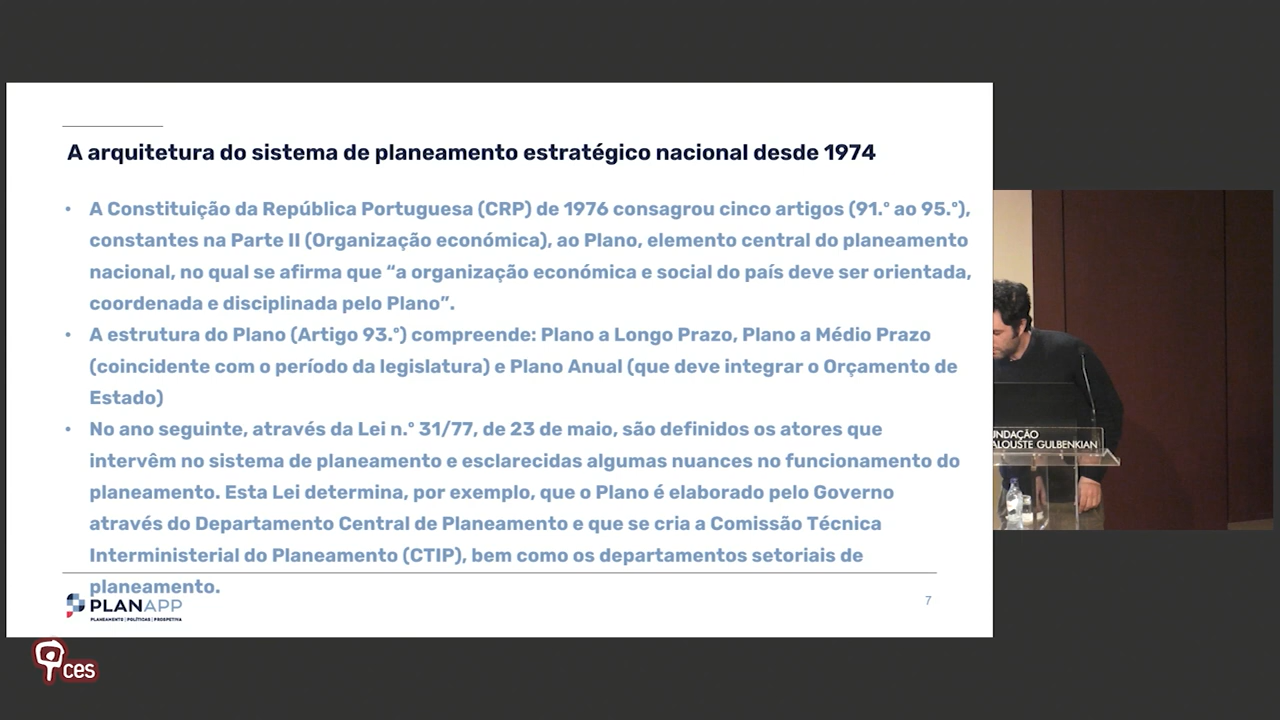 A arquitetura do sistema de planeamento estratégico nacional desde 1974
• A Constituição da República Portuguesa (CRP) de 1976 consagrou cinco artigos (91.º ao 95.º),
constantes na Parte II (Organização económica), ao Plano, elemento central do planeamento
nacional, no qual se afirma que “a organização económica e social do país deve ser orientada,
coordenada e disciplinada pelo Plano”.
• A estrutura do Plano (Artigo 93.º) compreende: Plano a Longo Prazo, Plano a Médio Prazo
(coincidente com o período da legislatura) e Plano Anual (que deve integrar o Orçamento de
Estado)
• No ano seguinte, através da Lei n.º 31/77, de 23 de maio, são definidos os atores que
intervêm no sistema de planeamento e esclarecidas algumas nuances no funcionamento do
planeamento. Esta Lei determina, por exemplo, que o Plano é elaborado pelo Governo
através do Departamento Central de Planeamento e que se cria a Comissão Técnica
Interministerial do Planeamento (CTIP), bem como os departamentos setoriais de
planeamento.
PLANAPP
PLANEAMENTO | POLÍTICAS | PROSPETIVA
7
UNDAÇÃO
ALOUSTE GULBENKIAN
ces